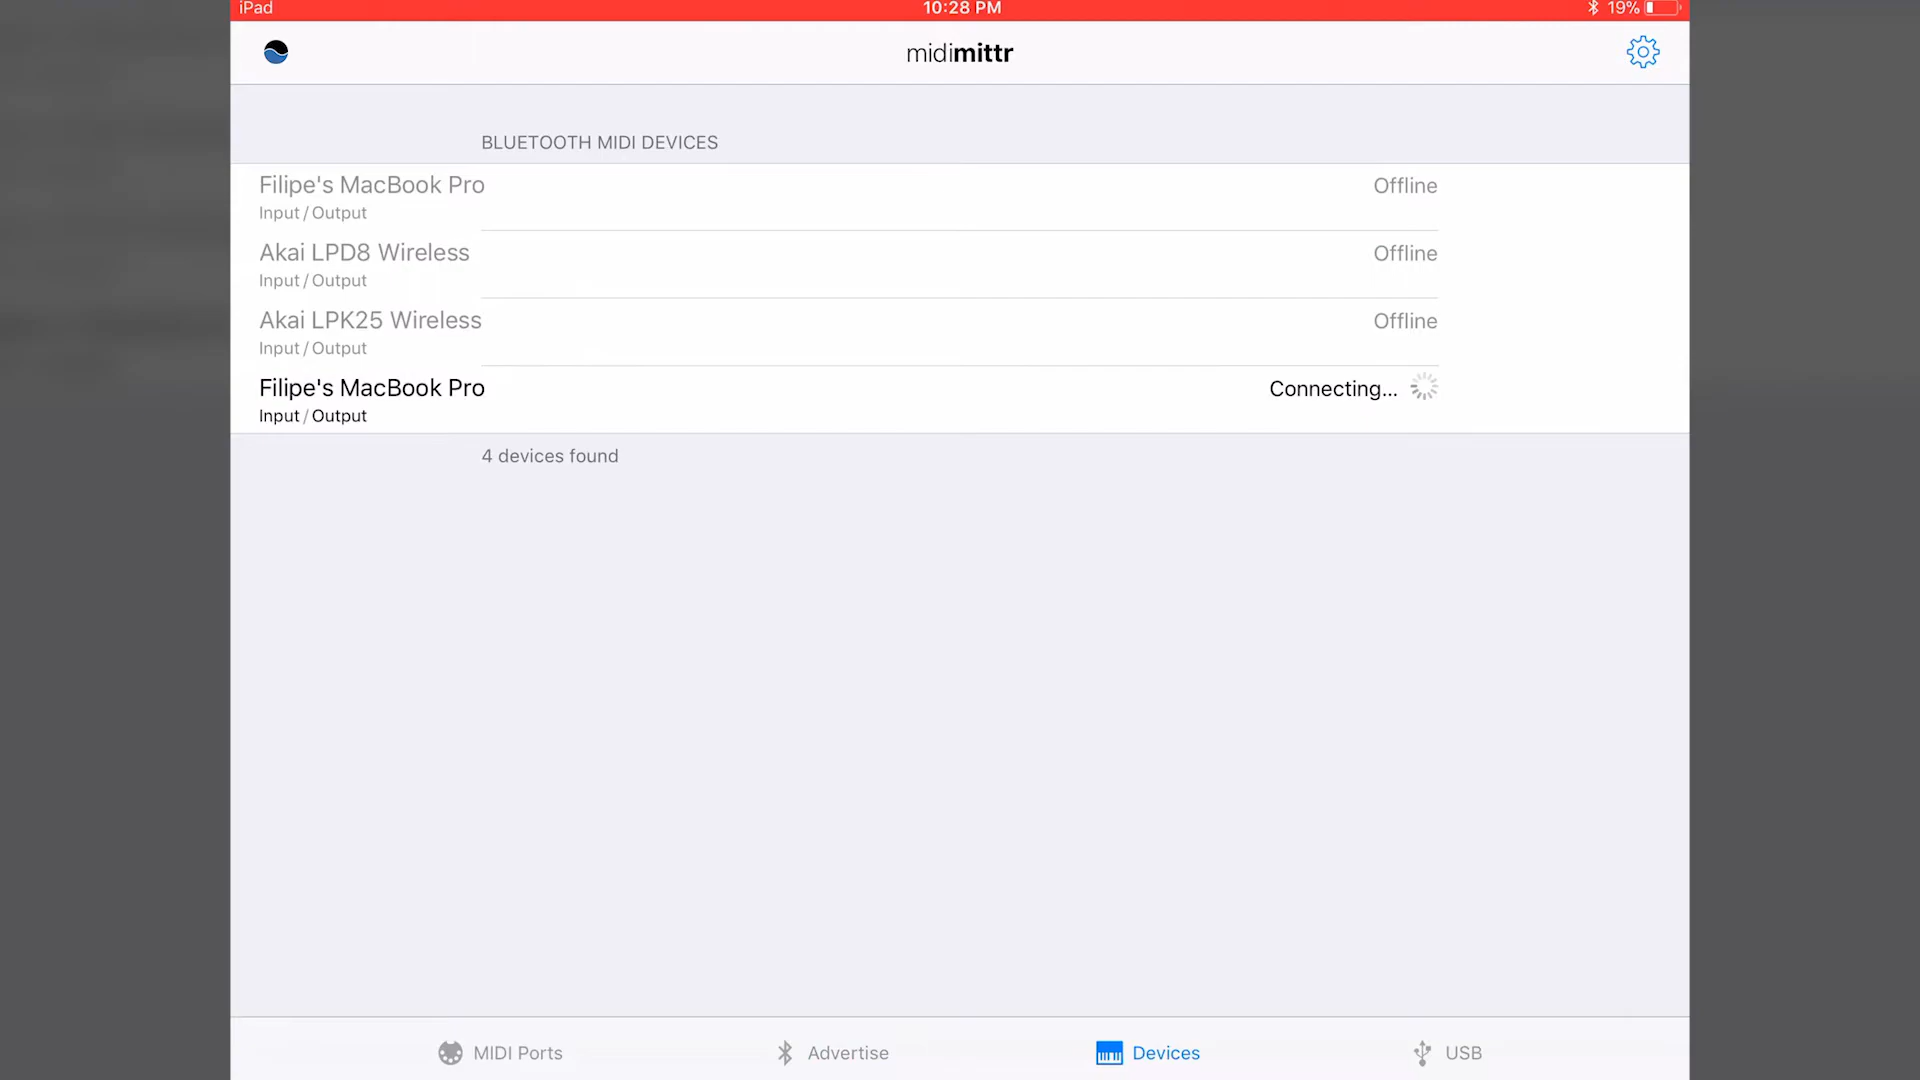 iPad 10:28 PM 19%
midimittr
BLUETOOTH MIDI DEVICES
Filipe's MacBook Pro Offline
Input / Output
Akai LPD8 Wireless Offline
Input / Output
Akai LPK25 Wireless Offline
Input / Output
Filipe's MacBook Pro Connecting...
Input / Output
4 devices found
MIDI Ports Advertise Devices USB